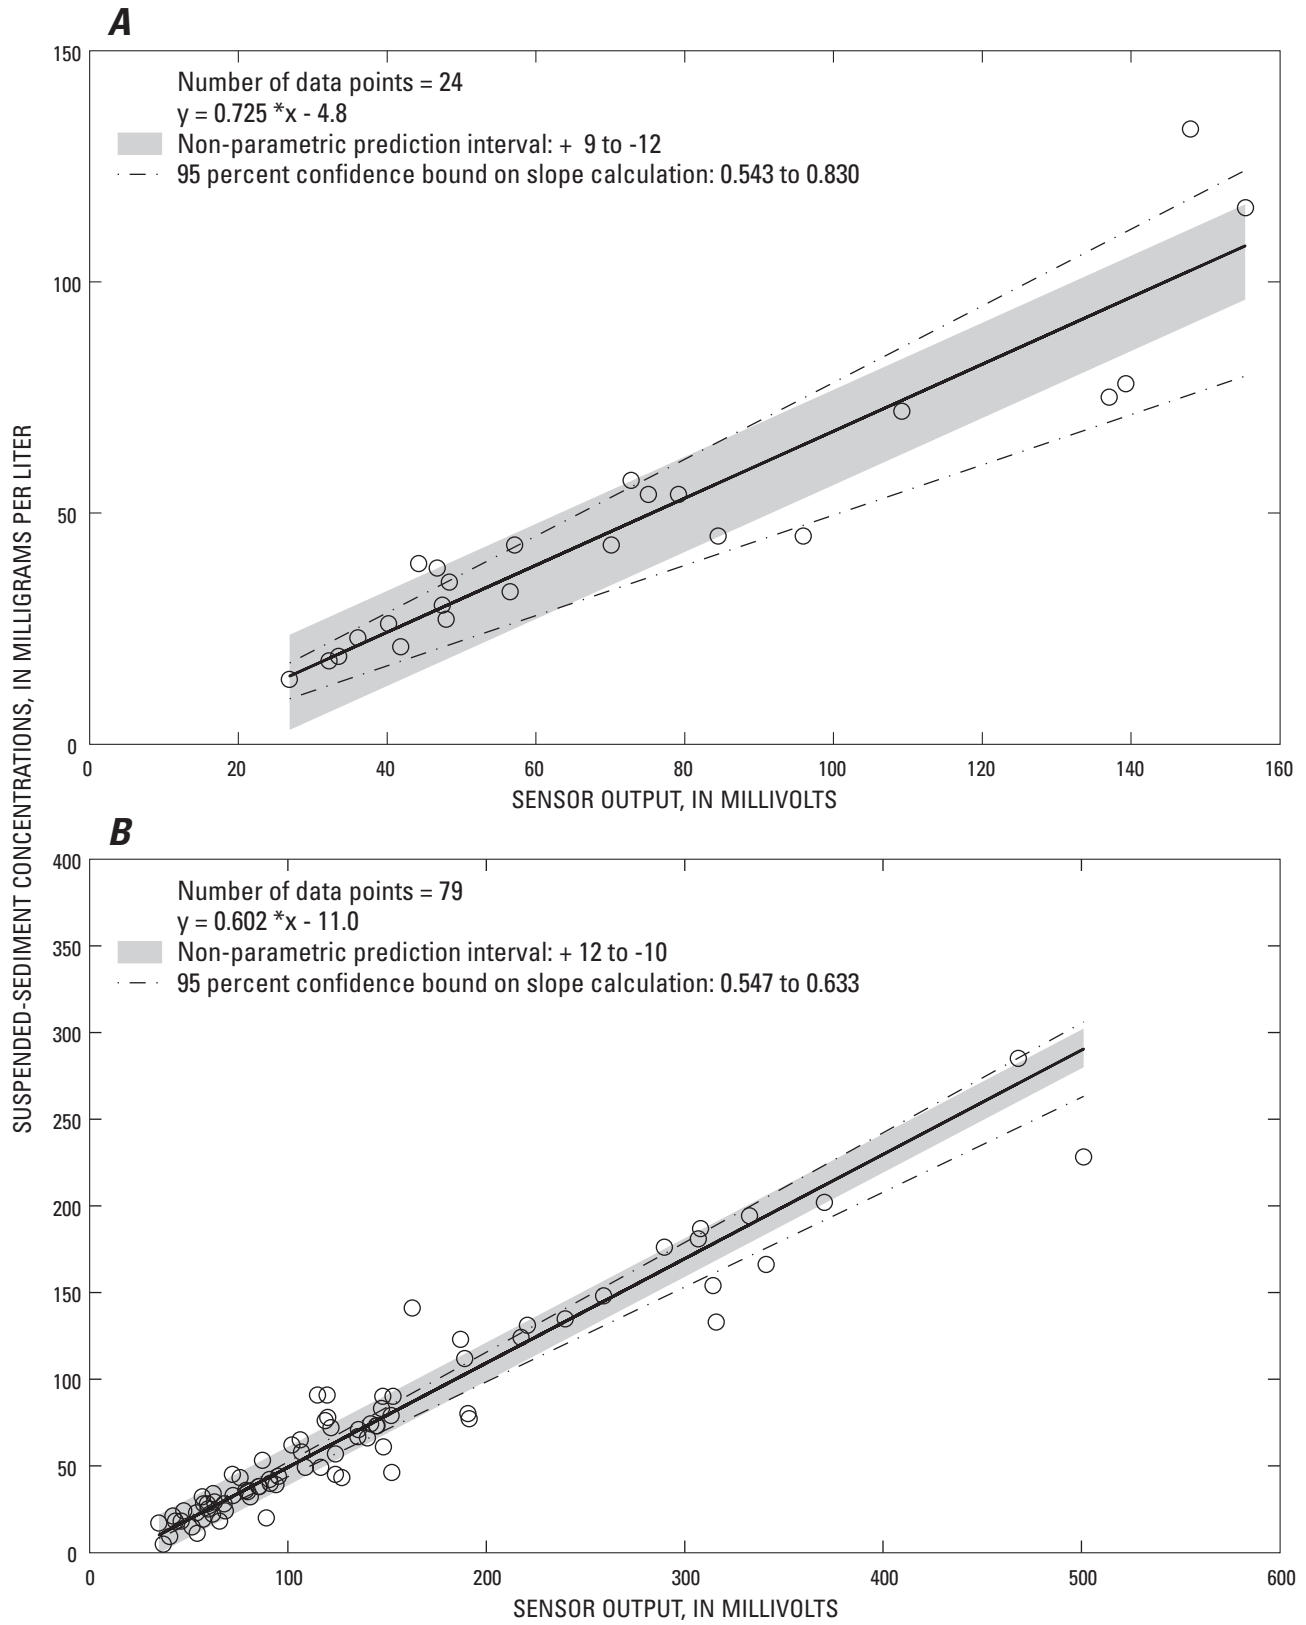 A
150
Number of data points = 24
y = 0.725 *x - 4.8
Non-parametric prediction interval: + 9 to -12
95 percent confidence bound on slope calculation: 0.543 to 0.830
100
50
0
0 20 40 60 80 100 120 140 160
SENSOR OUTPUT, IN MILLIVOLTS
SUSPENDED-SEDIMENT CONCENTRATIONS, IN MILLIGRAMS PER LITER
B
400
Number of data points = 79
y = 0.602 *x - 11.0
350
Non-parametric prediction interval: + 12 to -10
95 percent confidence bound on slope calculation: 0.547 to 0.633
300
250
200
150
100
50
0
0 100 200 300 400 500 600
SENSOR OUTPUT, IN MILLIVOLTS